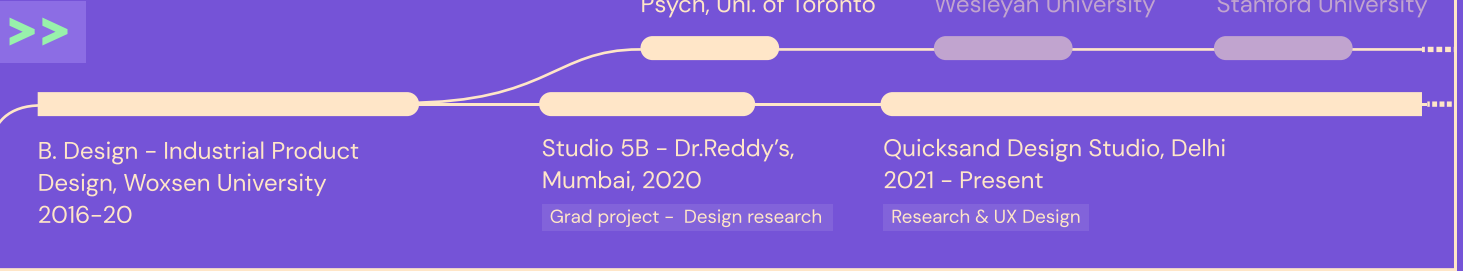 >>
Psych, Uni. of Toronto
Wesleyan University
Stanford University
B. Design - Industrial Product
Design, Woxsen University
2016-20
Studio 5B - Dr.Reddy's,
Mumbai, 2020
Grad project - Design research
Quicksand Design Studio, Delhi
2021 - Present
Research & UX Design